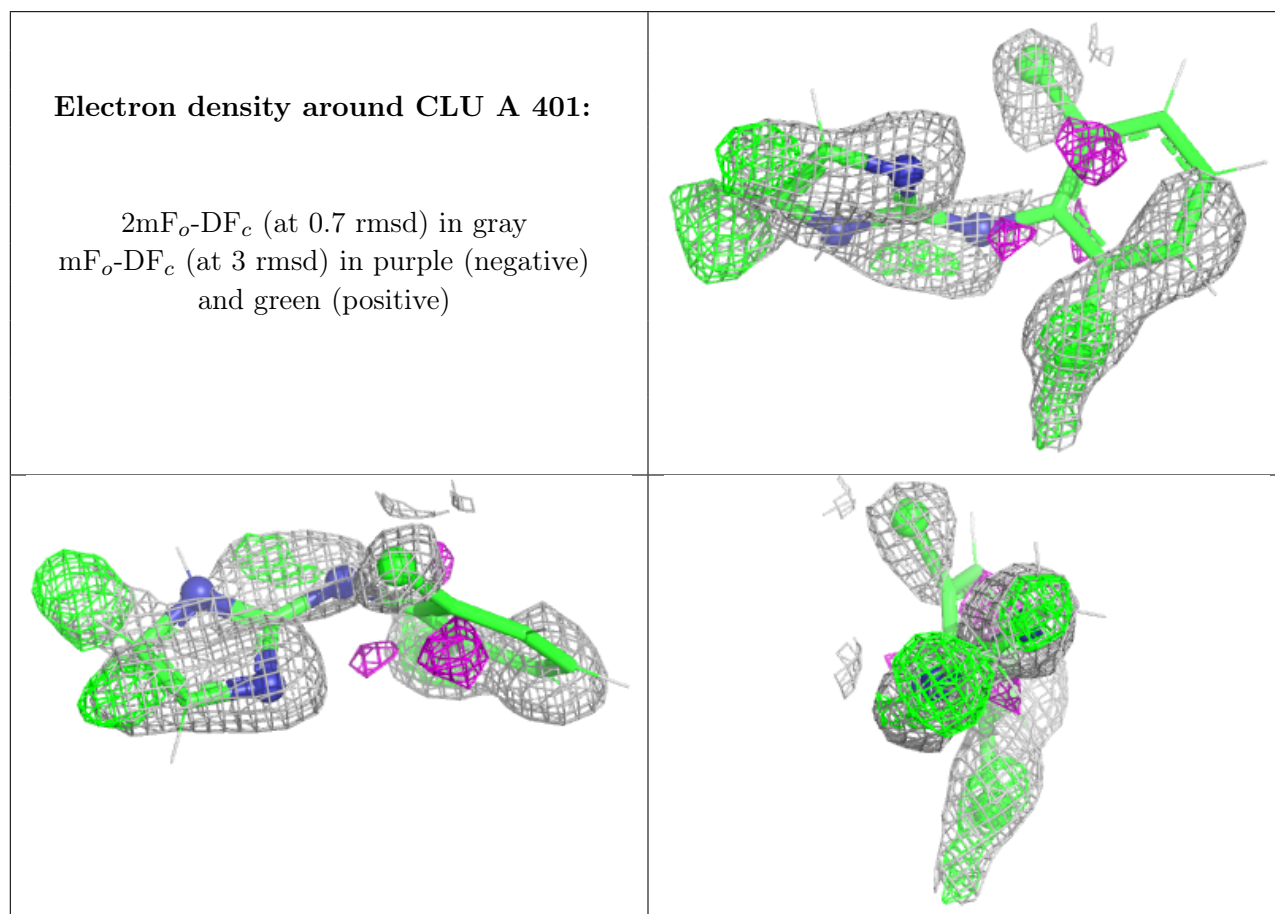 Electron density around CLU A 401:
2mFₒ-DF𝒸 (at 0.7 rmsd) in gray
mFₒ-DF𝒸 (at 3 rmsd) in purple (negative)
and green (positive)